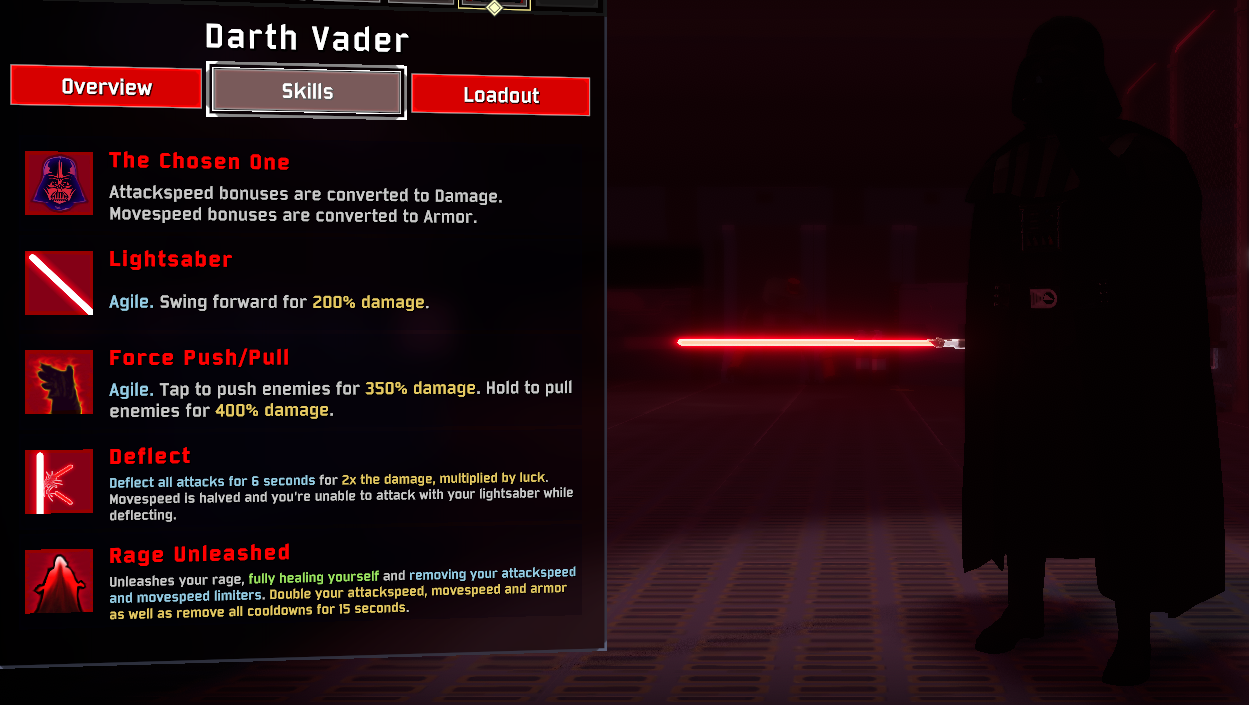 Darth Vader
Overview
Skills
Loadout
The Chosen One
Attackspeed bonuses are converted to Damage.
Movespeed bonuses are converted to Armor.
Lightsaber
Agile. Swing forward for 200% damage.
Force Push/Pull
Agile. Tap to push enemies for 350% damage. Hold to pull
enemies for 400% damage.
Deflect
Deflect all attacks for 6 seconds for 2x the damage, multiplied by luck.
Movespeed is halved and you're unable to attack with your lightsaber while
deflecting.
Rage Unleashed
Unleashes your rage, fully healing yourself and removing your attackspeed
and movespeed limiters. Double your attackspeed, movespeed and armor
as well as remove all cooldowns for 15 seconds.